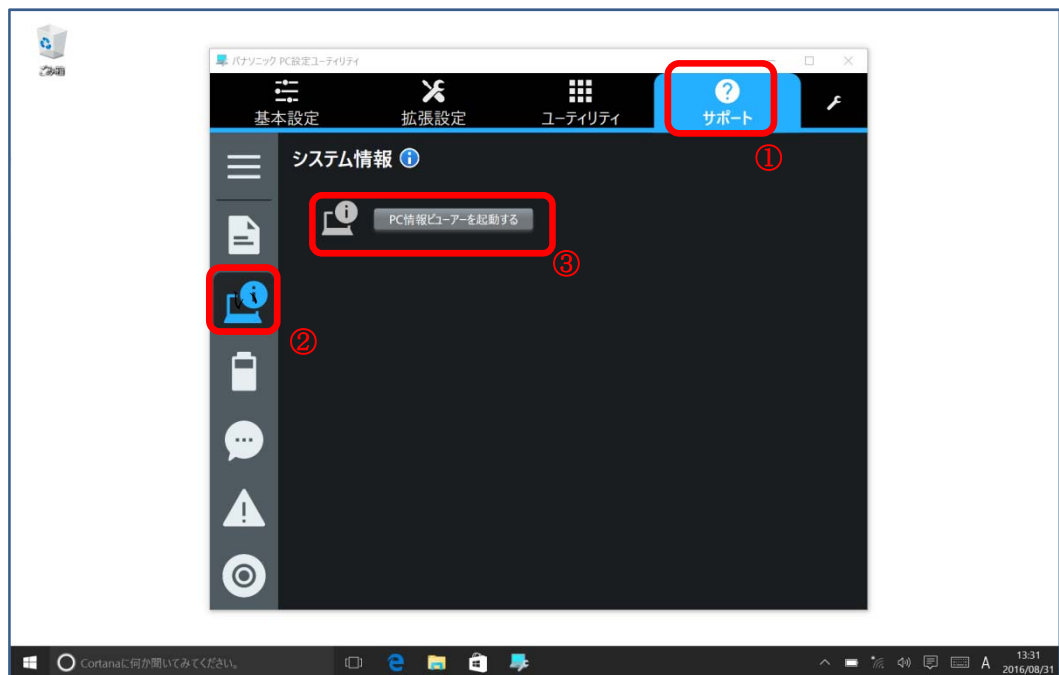 ごみ箱
パナソニック PC設定ユーティリティ
基本設定
拡張設定
ユーティリティ
サポート
①
システム情報
PC情報ビューアーを起動する
③
②
Cortanaに何か聞いてみてください。
A
13:31
2016/08/31